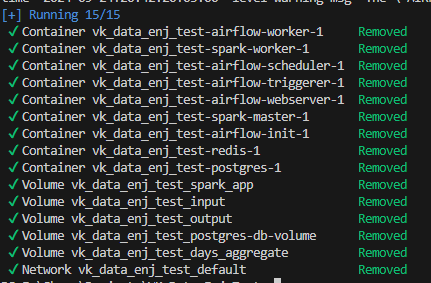 [+] Running 15/15
✓ Container vk_data_enj_test-airflow-worker-1 Removed
✓ Container vk_data_enj_test-spark-worker-1 Removed
✓ Container vk_data_enj_test-airflow-scheduler-1 Removed
✓ Container vk_data_enj_test-airflow-triggerer-1 Removed
✓ Container vk_data_enj_test-airflow-webserver-1 Removed
✓ Container vk_data_enj_test-spark-master-1 Removed
✓ Container vk_data_enj_test-airflow-init-1 Removed
✓ Container vk_data_enj_test-redis-1 Removed
✓ Container vk_data_enj_test-postgres-1 Removed
✓ Volume vk_data_enj_test_spark_app Removed
✓ Volume vk_data_enj_test_input Removed
✓ Volume vk_data_enj_test_output Removed
✓ Volume vk_data_enj_test_postgres-db-volume Removed
✓ Volume vk_data_enj_test_days_aggregate Removed
✓ Network vk_data_enj_test_default Removed